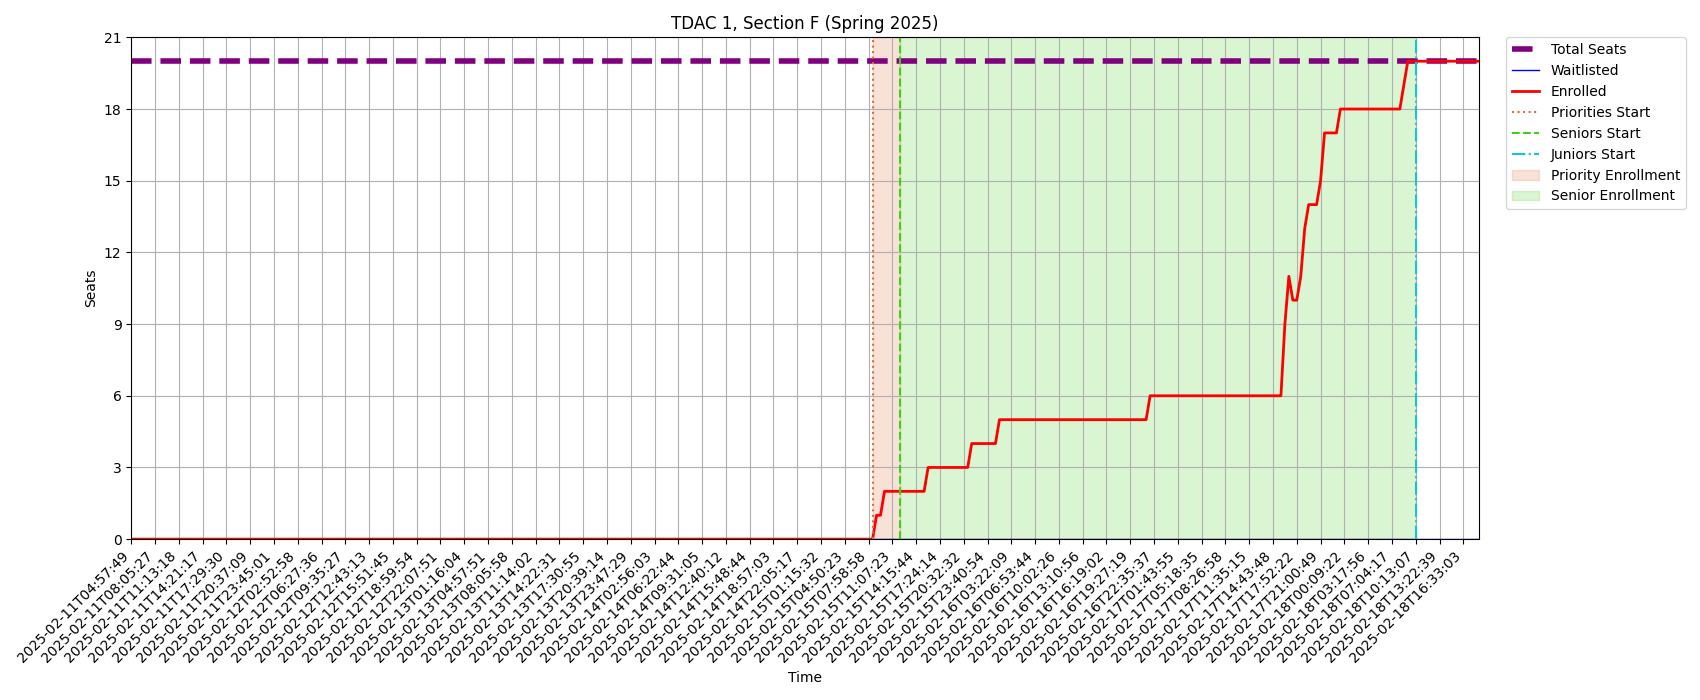 TDAC 1, Section F (Spring 2025)
21
18
15
12
9
6
3
0
Seats
Total Seats
Waitlisted
Enrolled
Priorities Start
Seniors Start
Juniors Start
Priority Enrollment
Senior Enrollment
2025-02-11T04:57:49
2025-02-11T08:05:27
2025-02-11T11:13:18
2025-02-11T14:21:17
2025-02-11T17:29:30
2025-02-11T20:37:09
2025-02-11T23:45:01
2025-02-12T02:52:58
2025-02-12T06:27:36
2025-02-12T09:35:27
2025-02-12T12:43:13
2025-02-12T15:51:45
2025-02-12T18:59:54
2025-02-12T22:07:51
2025-02-13T01:16:04
2025-02-13T04:57:51
2025-02-13T08:05:58
2025-02-13T11:14:02
2025-02-13T14:22:31
2025-02-13T17:30:55
2025-02-13T20:39:14
2025-02-13T23:47:29
2025-02-14T02:56:03
2025-02-14T06:22:44
2025-02-14T09:31:05
2025-02-14T12:40:12
2025-02-14T15:48:44
2025-02-14T18:57:03
2025-02-14T22:05:17
2025-02-15T01:15:32
2025-02-15T04:50:23
2025-02-15T07:58:58
2025-02-15T11:07:23
2025-02-15T14:15:44
2025-02-15T17:24:14
2025-02-15T20:32:32
2025-02-15T23:40:54
2025-02-16T03:22:09
2025-02-16T06:53:44
2025-02-16T10:02:26
2025-02-16T13:10:56
2025-02-16T16:19:02
2025-02-16T19:27:19
2025-02-16T22:35:37
2025-02-17T01:43:55
2025-02-17T05:18:35
2025-02-17T08:26:58
2025-02-17T11:35:15
2025-02-17T14:43:48
2025-02-17T17:52:22
2025-02-17T21:00:49
2025-02-18T00:09:22
2025-02-18T03:17:56
2025-02-18T07:04:17
2025-02-18T10:13:07
2025-02-18T13:22:39
2025-02-18T16:33:03
Time